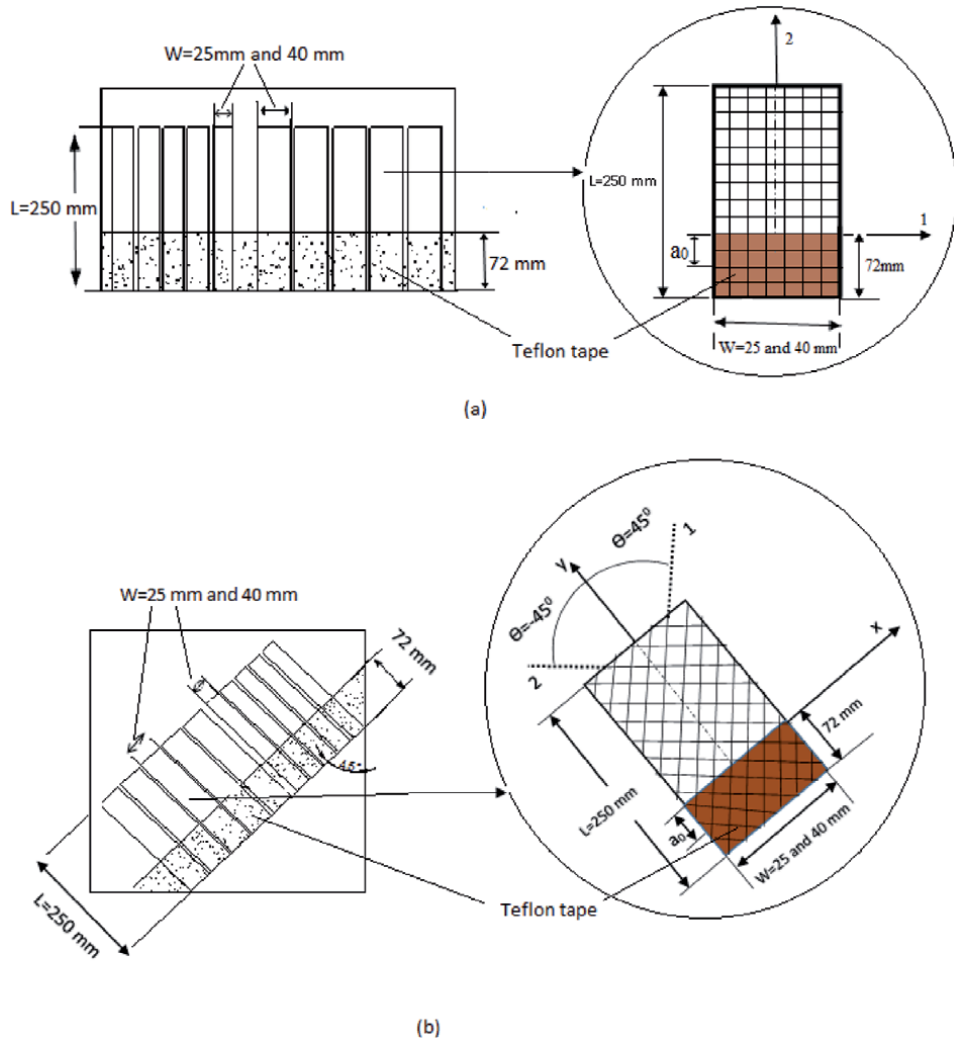 W=25mm and 40 mm
L=250 mm
72 mm
Teflon tape
2
L=250 mm
1
a0
72mm
W=25 and 40 mm
(a)
W=25 mm and 40 mm
72 mm
45°
L=250 mm
Teflon tape
Θ=45⁰
1
y
Θ=-45⁰
2
x
72 mm
L=250 mm
a0
W=25 and 40 mm
(b)